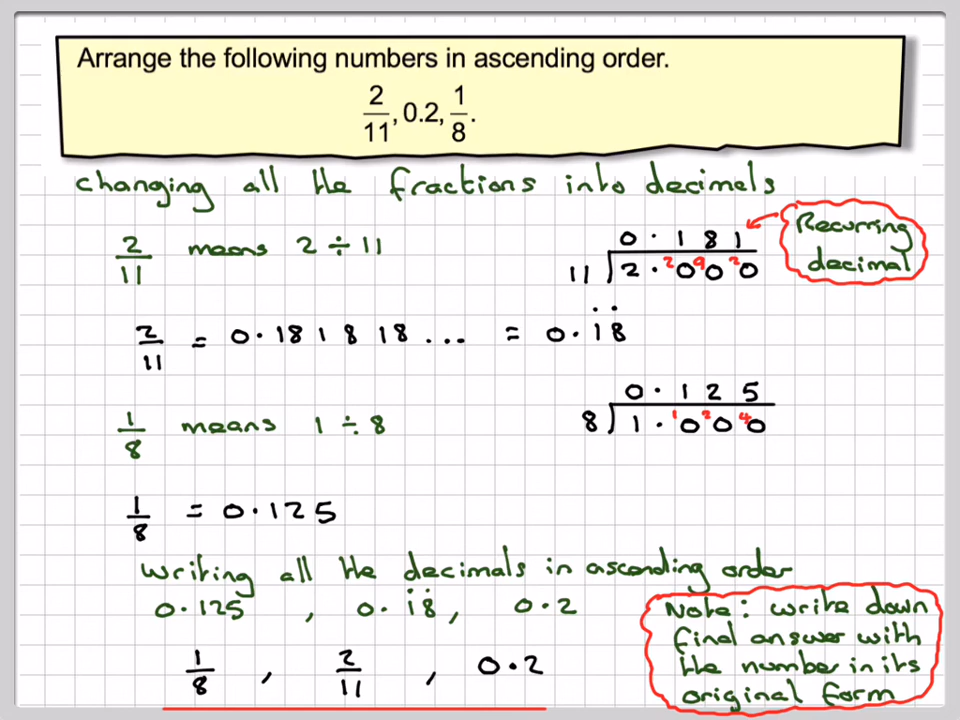 Arrange the following numbers in ascending order.
2/11, 0.2, 1/8.
changing all the fractions into decimals
2/11 means 2 ÷ 11
0.181
11 2.²0⁹0²0
Recurring
decimal
2/11 = 0.181818... = 0.1̇8̇
1/8 means 1 ÷ 8
0.125
8 1.¹0²0⁴0
1/8 = 0.125
writing all the decimals in ascending order
0.125, 0.1̇8̇, 0.2
1/8, 2/11, 0.2
Note: write down
final answer with
the number in its
original form